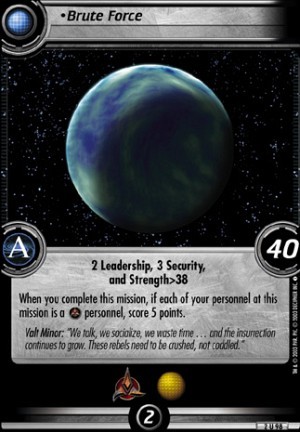 •Brute Force
A
40
2 Leadership, 3 Security,
and Strength>38
When you complete this mission, if each of your personnel at this
mission is a personnel, score 5 points.
Valt Minor: "We talk, we socialize, we waste time . . . and the insurrection
continues to grow. These rebels need to be crushed, not coddled."
2
2 U 98